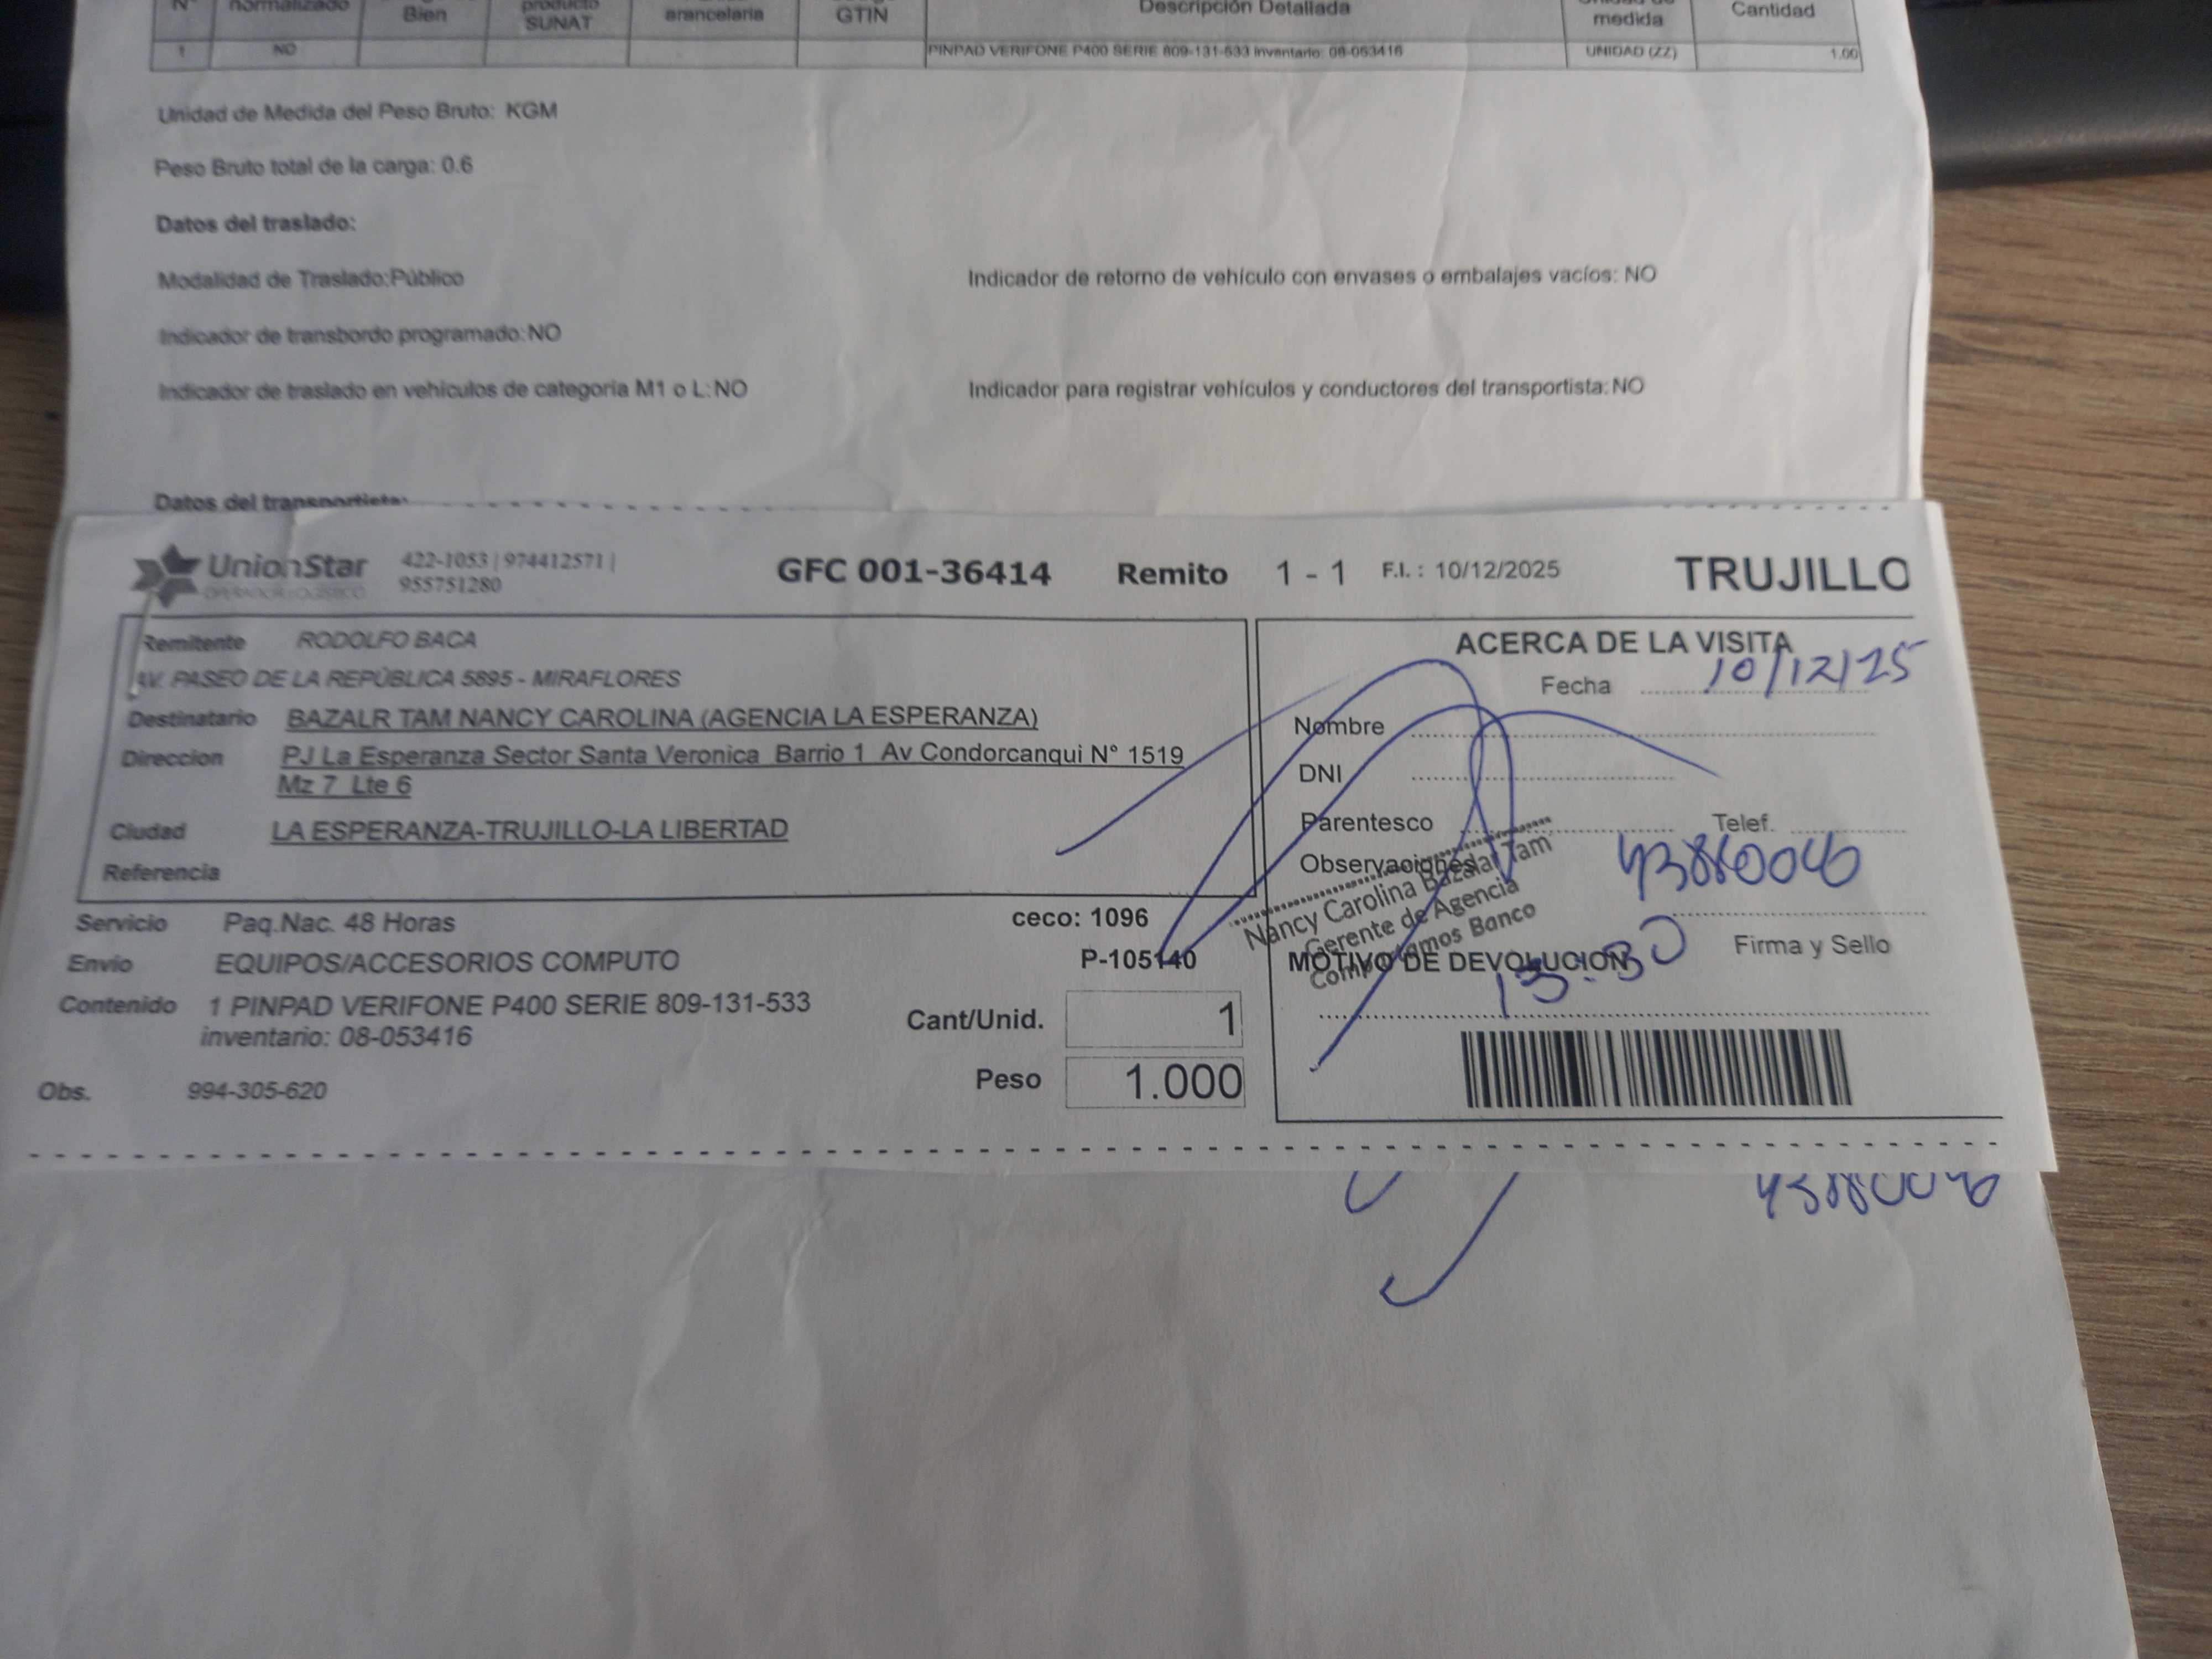 N° normalizado Bien producto SUNAT arancelaria GTIN Descripción Detallada medida Cantidad
1 NO PINPAD VERIFONE P400 SERIE 809-131-533 inventario: 08-053416 UNIDAD (ZZ) 1.00
Unidad de Medida del Peso Bruto: KGM
Peso Bruto total de la carga: 0.6
Datos del traslado:
Modalidad de Traslado:Público Indicador de retorno de vehículo con envases o embalajes vacíos: NO
Indicador de transbordo programado:NO
Indicador de traslado en vehículos de categoría M1 o L:NO Indicador para registrar vehículos y conductores del transportista:NO
Datos del transportista:
UnionStar 422-1053 | 974412571 | GFC 001-36414 Remito 1 - 1 F.I. : 10/12/2025 TRUJILLO
OPERADOR LOGISTICO 955751280
Remitente RODOLFO BACA
AV. PASEO DE LA REPÚBLICA 5895 - MIRAFLORES
Destinatario BAZALR TAM NANCY CAROLINA (AGENCIA LA ESPERANZA)
Direccion PJ La Esperanza Sector Santa Veronica Barrio 1 Av Condorcanqui N° 1519
Mz 7 Lte 6
Ciudad LA ESPERANZA-TRUJILLO-LA LIBERTAD
Referencia
Servicio Paq.Nac. 48 Horas ceco: 1096
Envio EQUIPOS/ACCESORIOS COMPUTO P-105140
Contenido 1 PINPAD VERIFONE P400 SERIE 809-131-533
inventario: 08-053416
Cant/Unid. 1
Peso 1.000
Obs. 994-305-620
ACERCA DE LA VISITA
Fecha 10/12/25
Nombre
DNI
Parentesco Telef.
Observaciones
Nancy Carolina Bazalar Tam
Gerente de Agencia
Compartamos Banco
Firma y Sello
MOTIVO DE DEVOLUCION
13:30